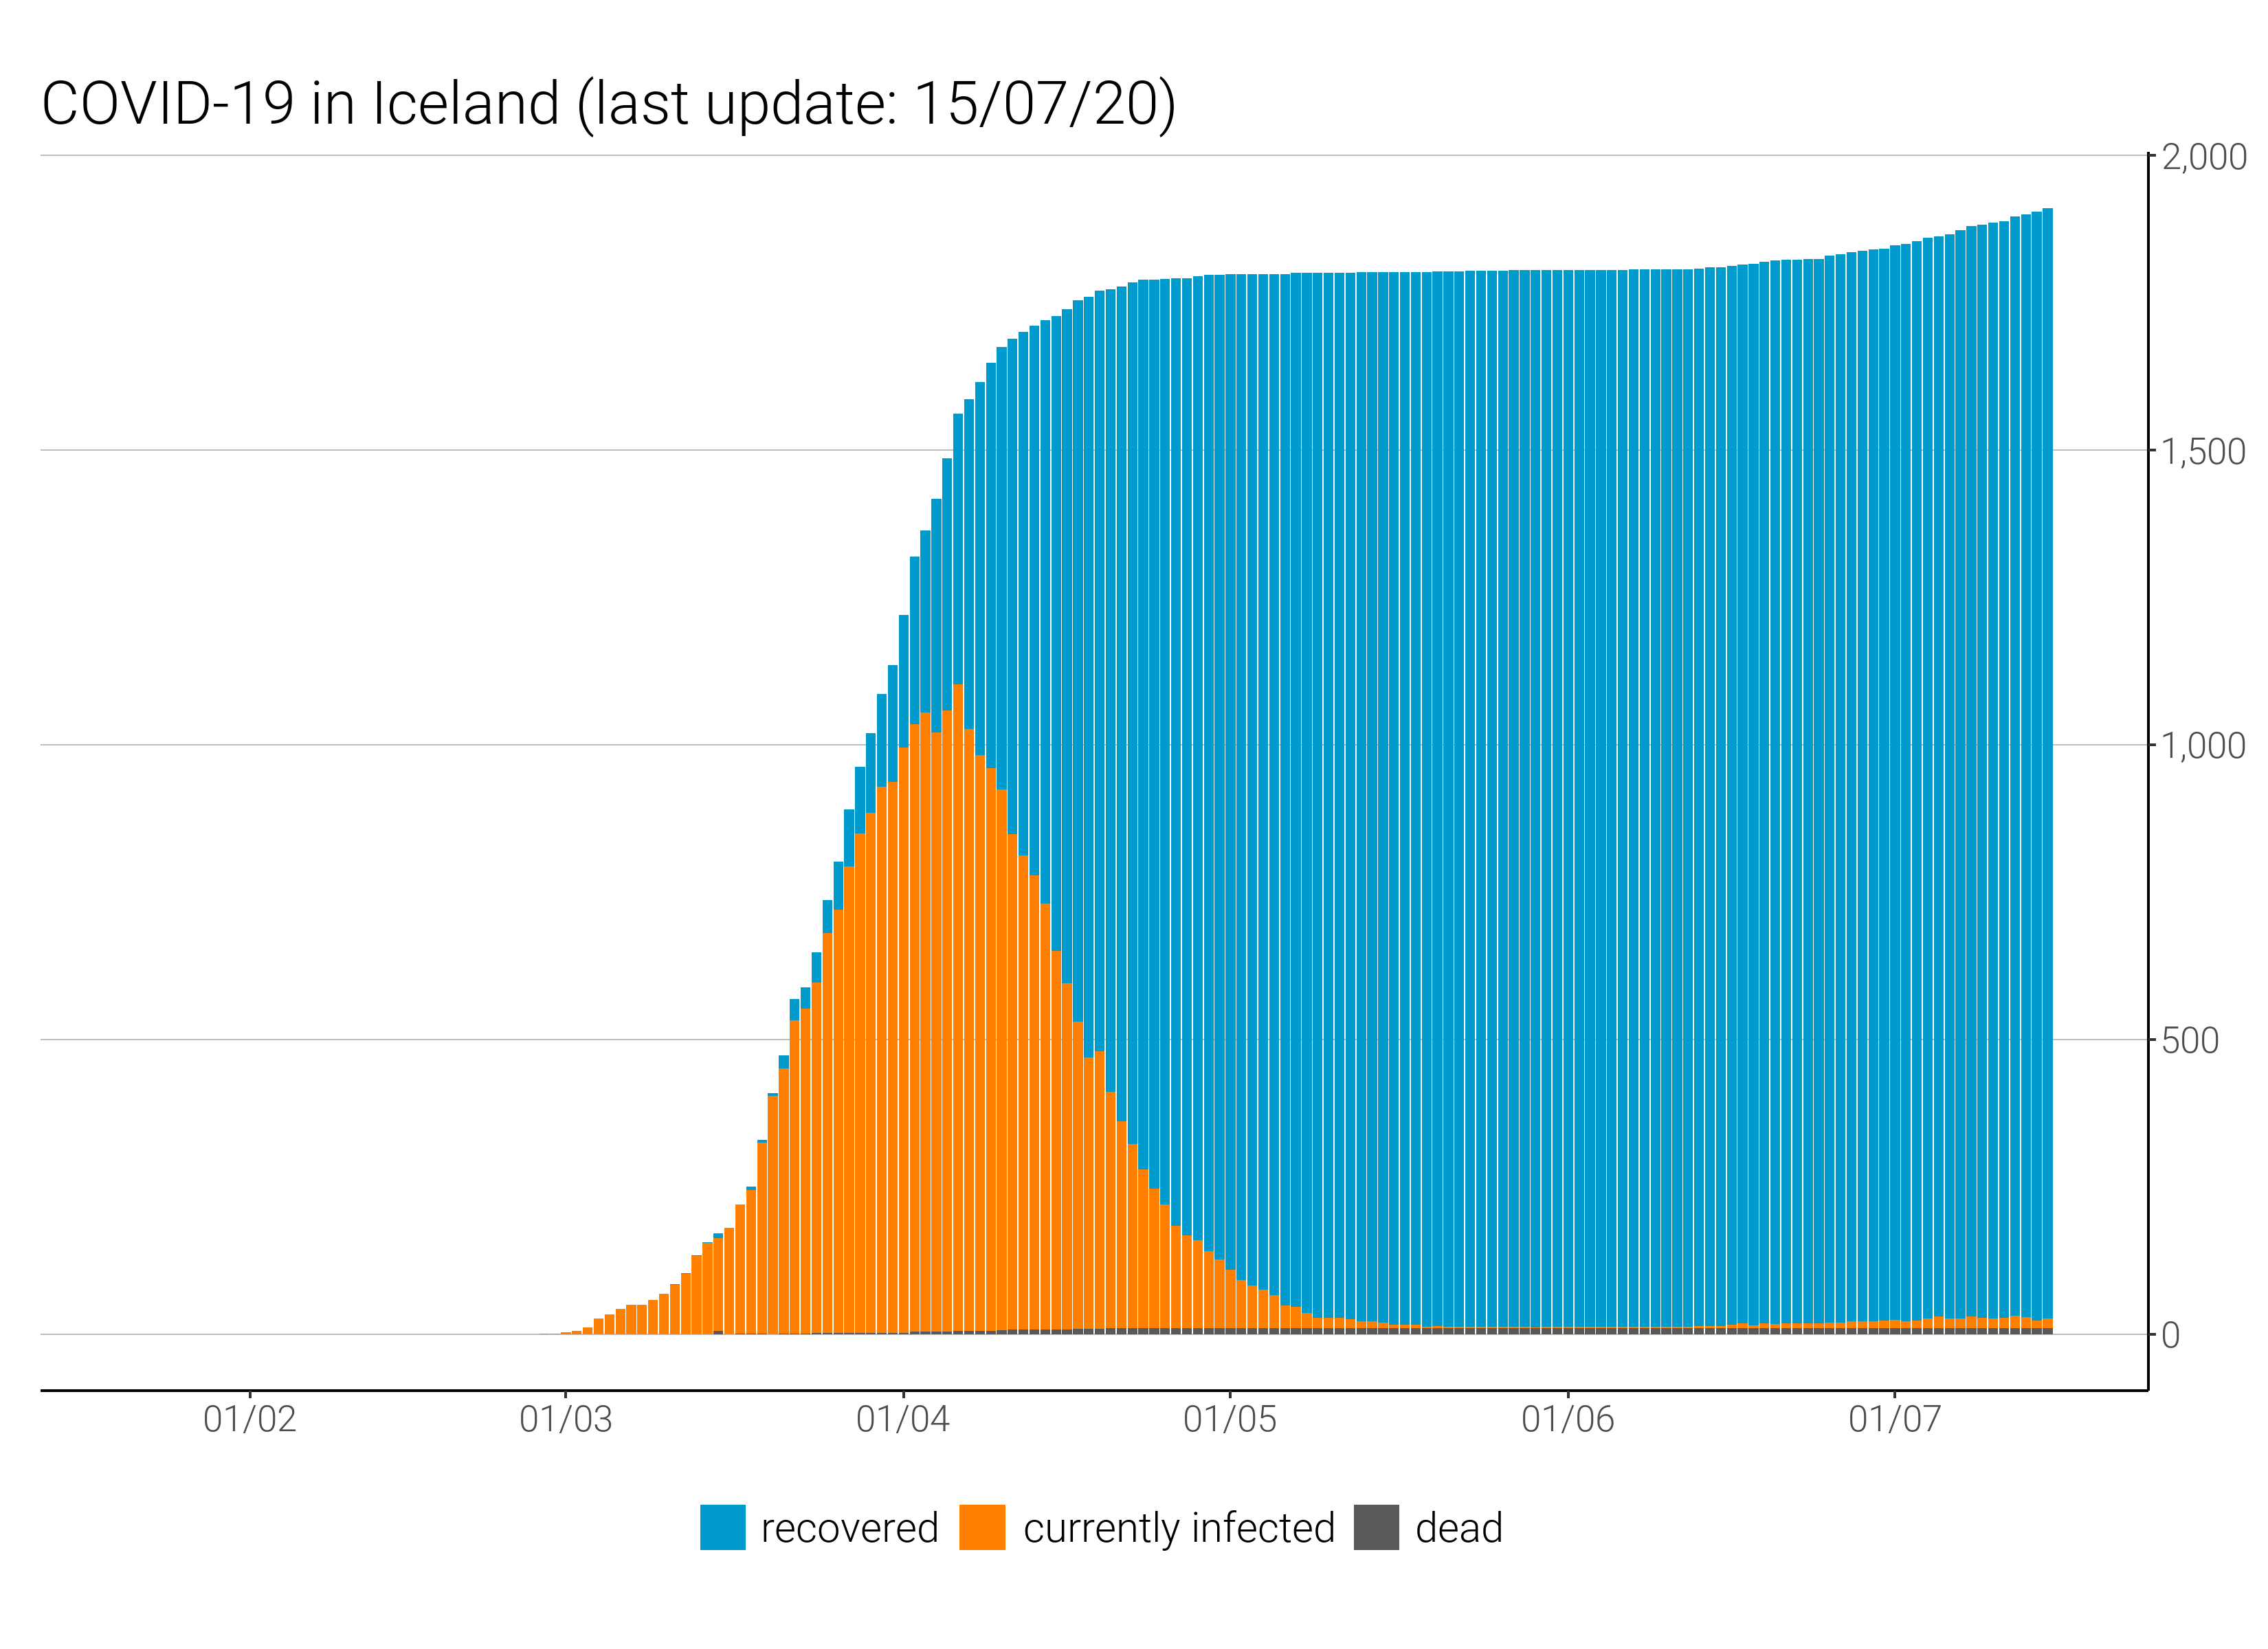 COVID-19 in Iceland (last update: 15/07/20)
2,000
1,500
1,000
500
0
01/02 01/03 01/04 01/05 01/06 01/07
recovered currently infected dead